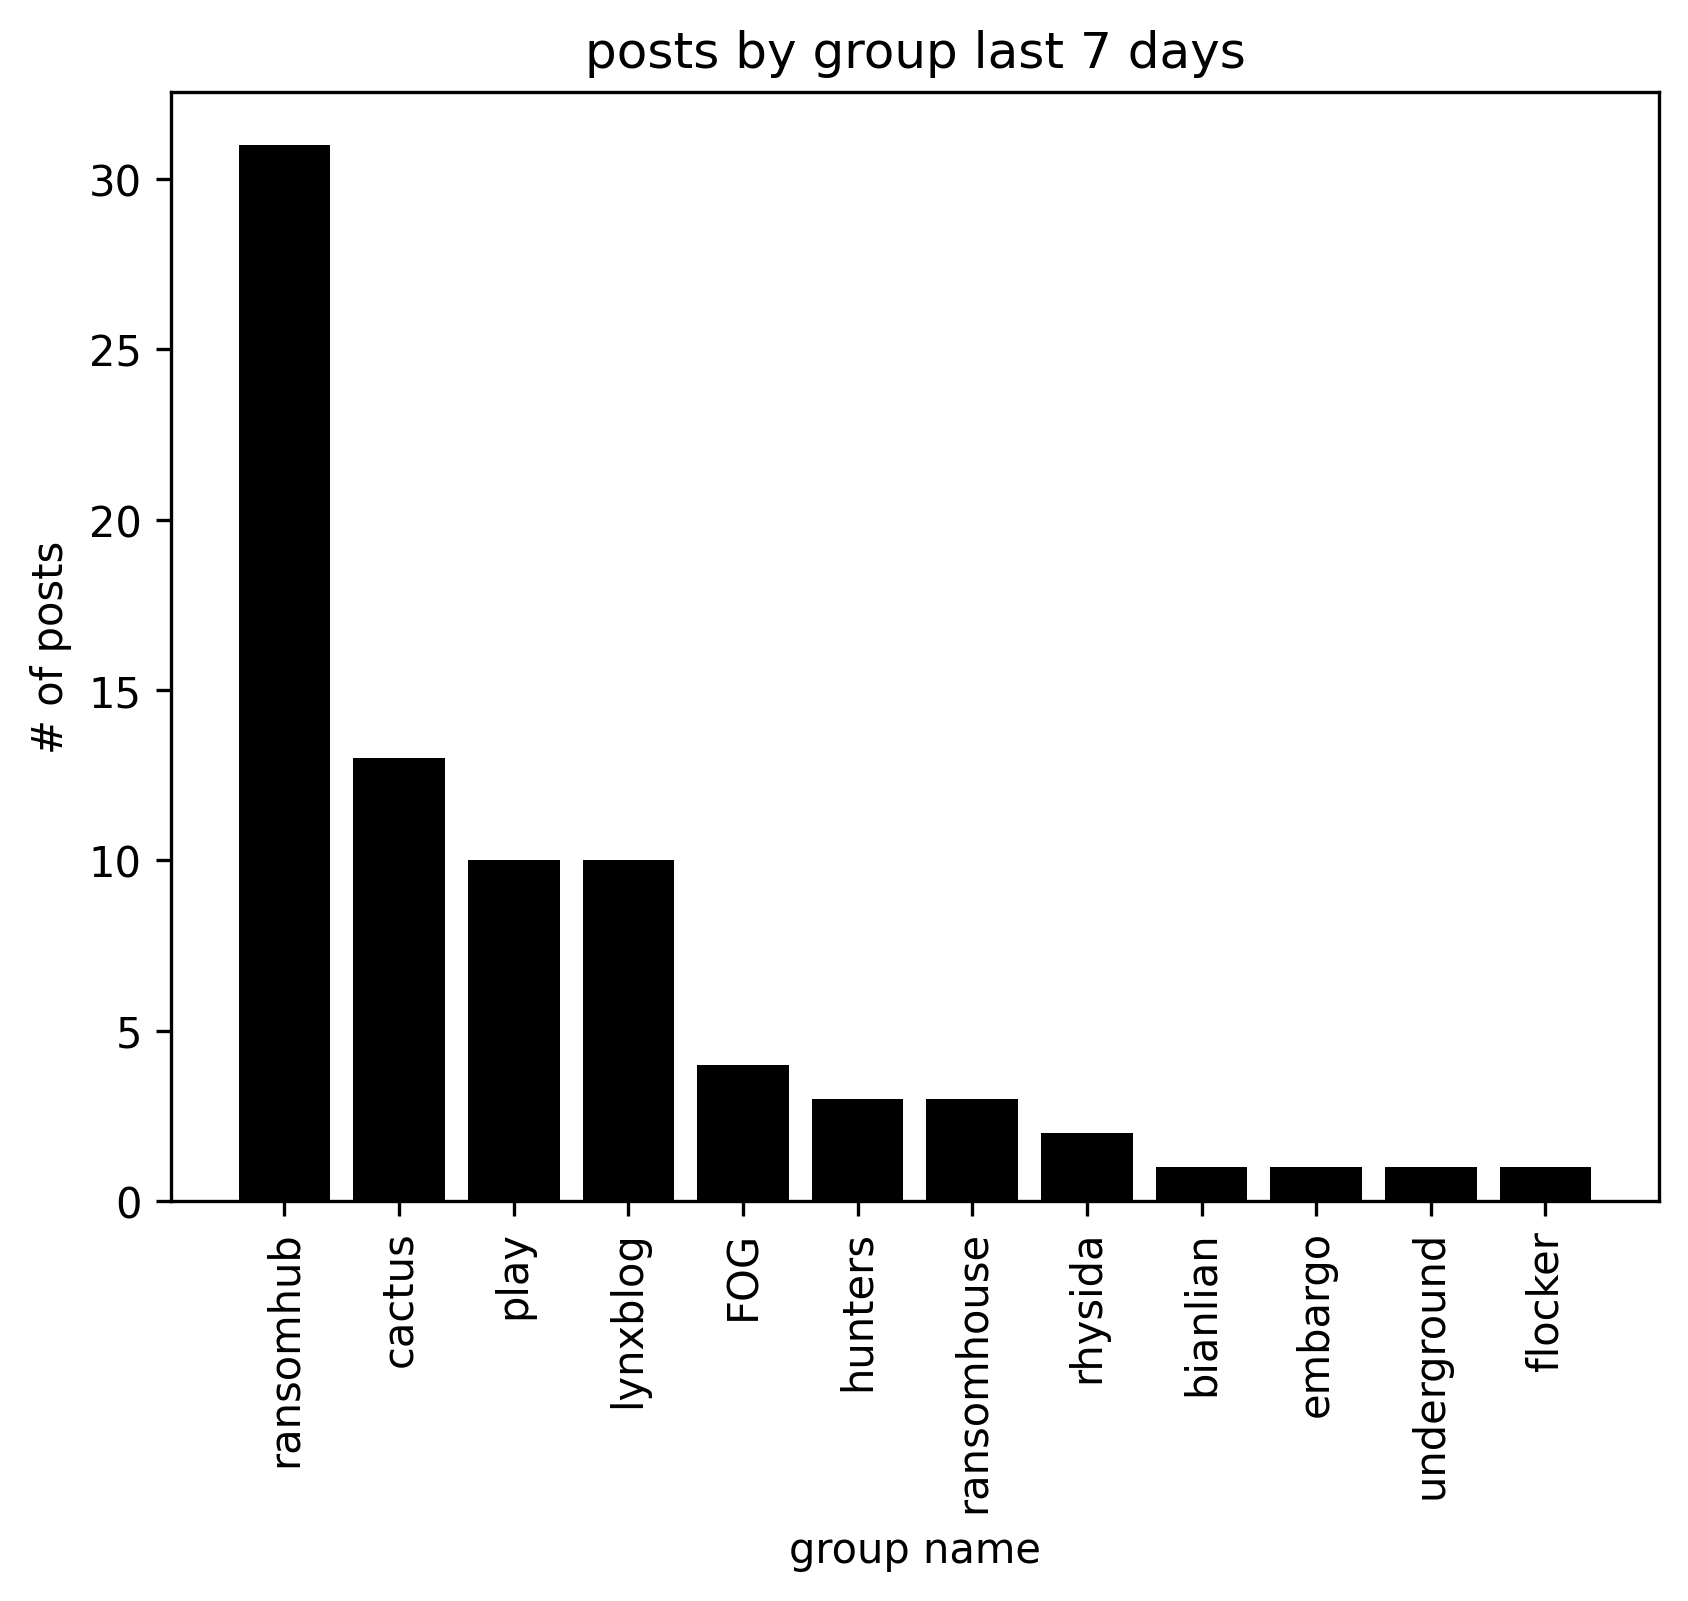 posts by group last 7 days
# of posts
30
25
20
15
10
5
0
ransomhub
cactus
play
lynxblog
FOG
hunters
ransomhouse
rhysida
bianlian
embargo
underground
flocker
group name